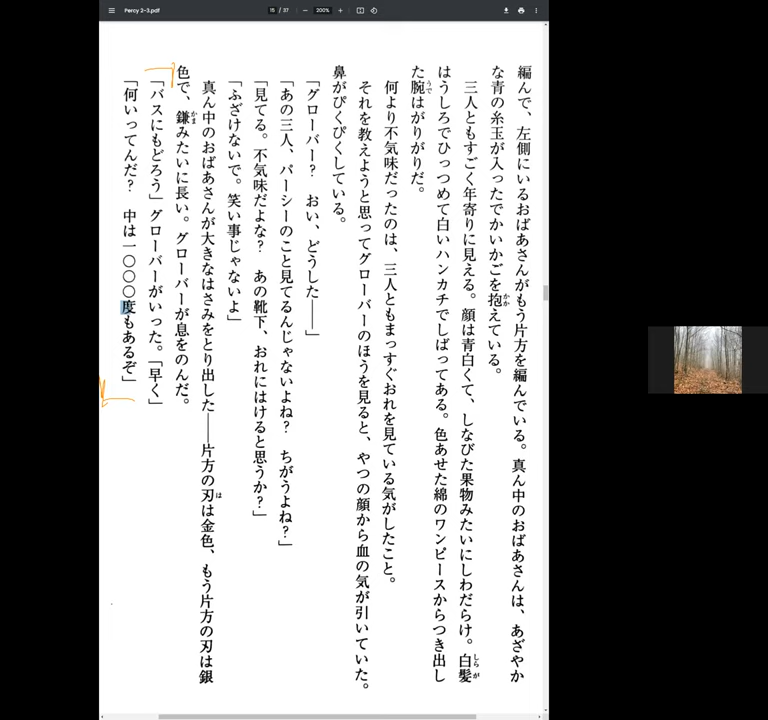 Percy 2-3.pdf
15 / 37
200%
編んで、左側にいるおばあさんがもう片方を編んでいる。真ん中のおばあさんは、あざやか
な青の糸玉が入ったでかいかごを抱えている。
三人ともすごく年寄りに見える。顔は青白くて、しなびた果物みたいにしわだらけ。白髪
はうしろでひっつめて白いハンカチでしばってある。色あせた綿のワンピースからつき出し
た腕はがりがりだ。
何より不気味だったのは、三人ともまっすぐおれを見ている気がしたこと。
それを教えようと思ってグローバーのほうを見ると、やつの顔から血の気が引いていた。
鼻がぴくぴくしている。
「グローバー？　おい、どうした――」
「あの三人、パーシーのこと見てるんじゃないよね？　ちがうよね？」
「見てる。不気味だよな？　あの靴下、おれにはけると思うか？」
「ふざけないで。笑い事じゃないよ」
真ん中のおばあさんが大きなはさみをとり出した――片方の刃は金色、もう片方の刃は銀
色で、鎌みたいに長い。グローバーが息をのんだ。
「バスにもどろう」グローバーがいった。「早く」
「何いってんだ？　中は一〇〇〇度もあるぞ」